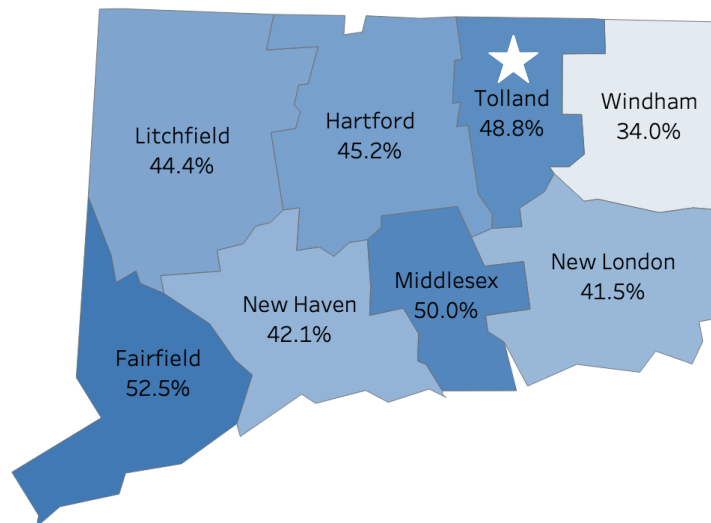 Tolland
48.8%
Windham
34.0%
Hartford
45.2%
Litchfield
44.4%
New London
41.5%
Middlesex
50.0%
New Haven
42.1%
Fairfield
52.5%